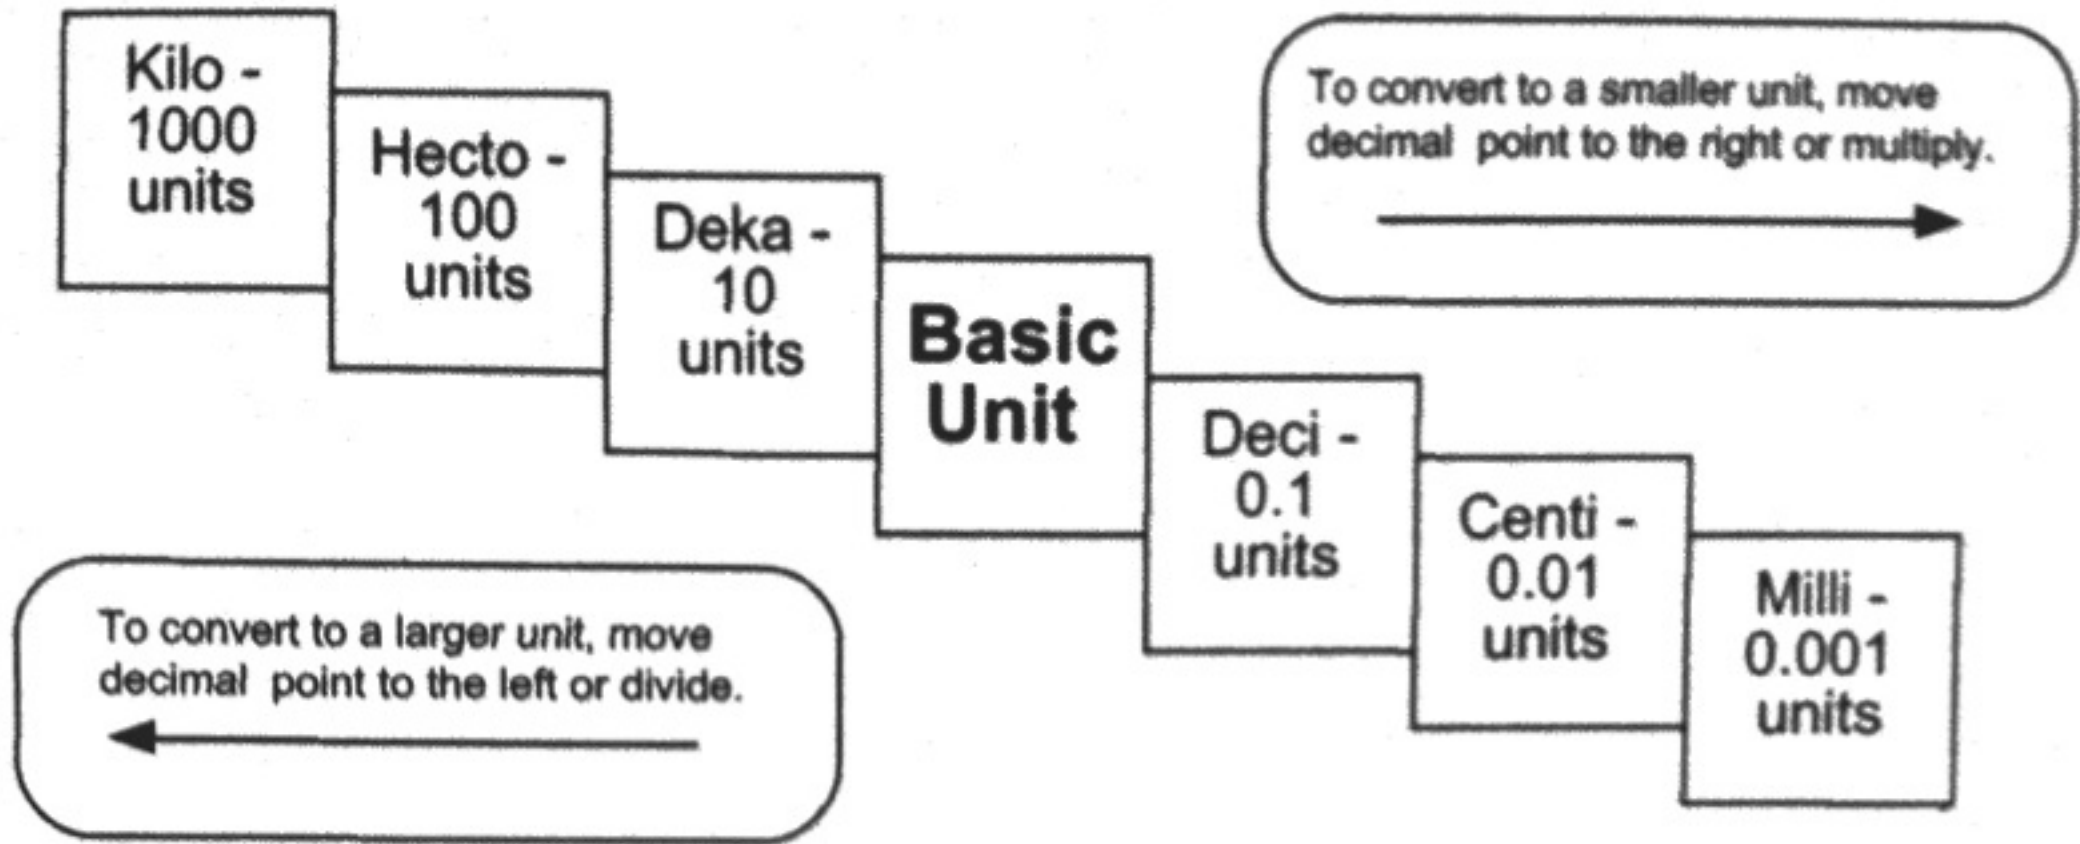 Kilo -
1000
units
Hecto -
100
units
Deka -
10
units
Basic
Unit
Deci -
0.1
units
Centi -
0.01
units
Milli -
0.001
units
To convert to a smaller unit, move
decimal point to the right or multiply.
To convert to a larger unit, move
decimal point to the left or divide.